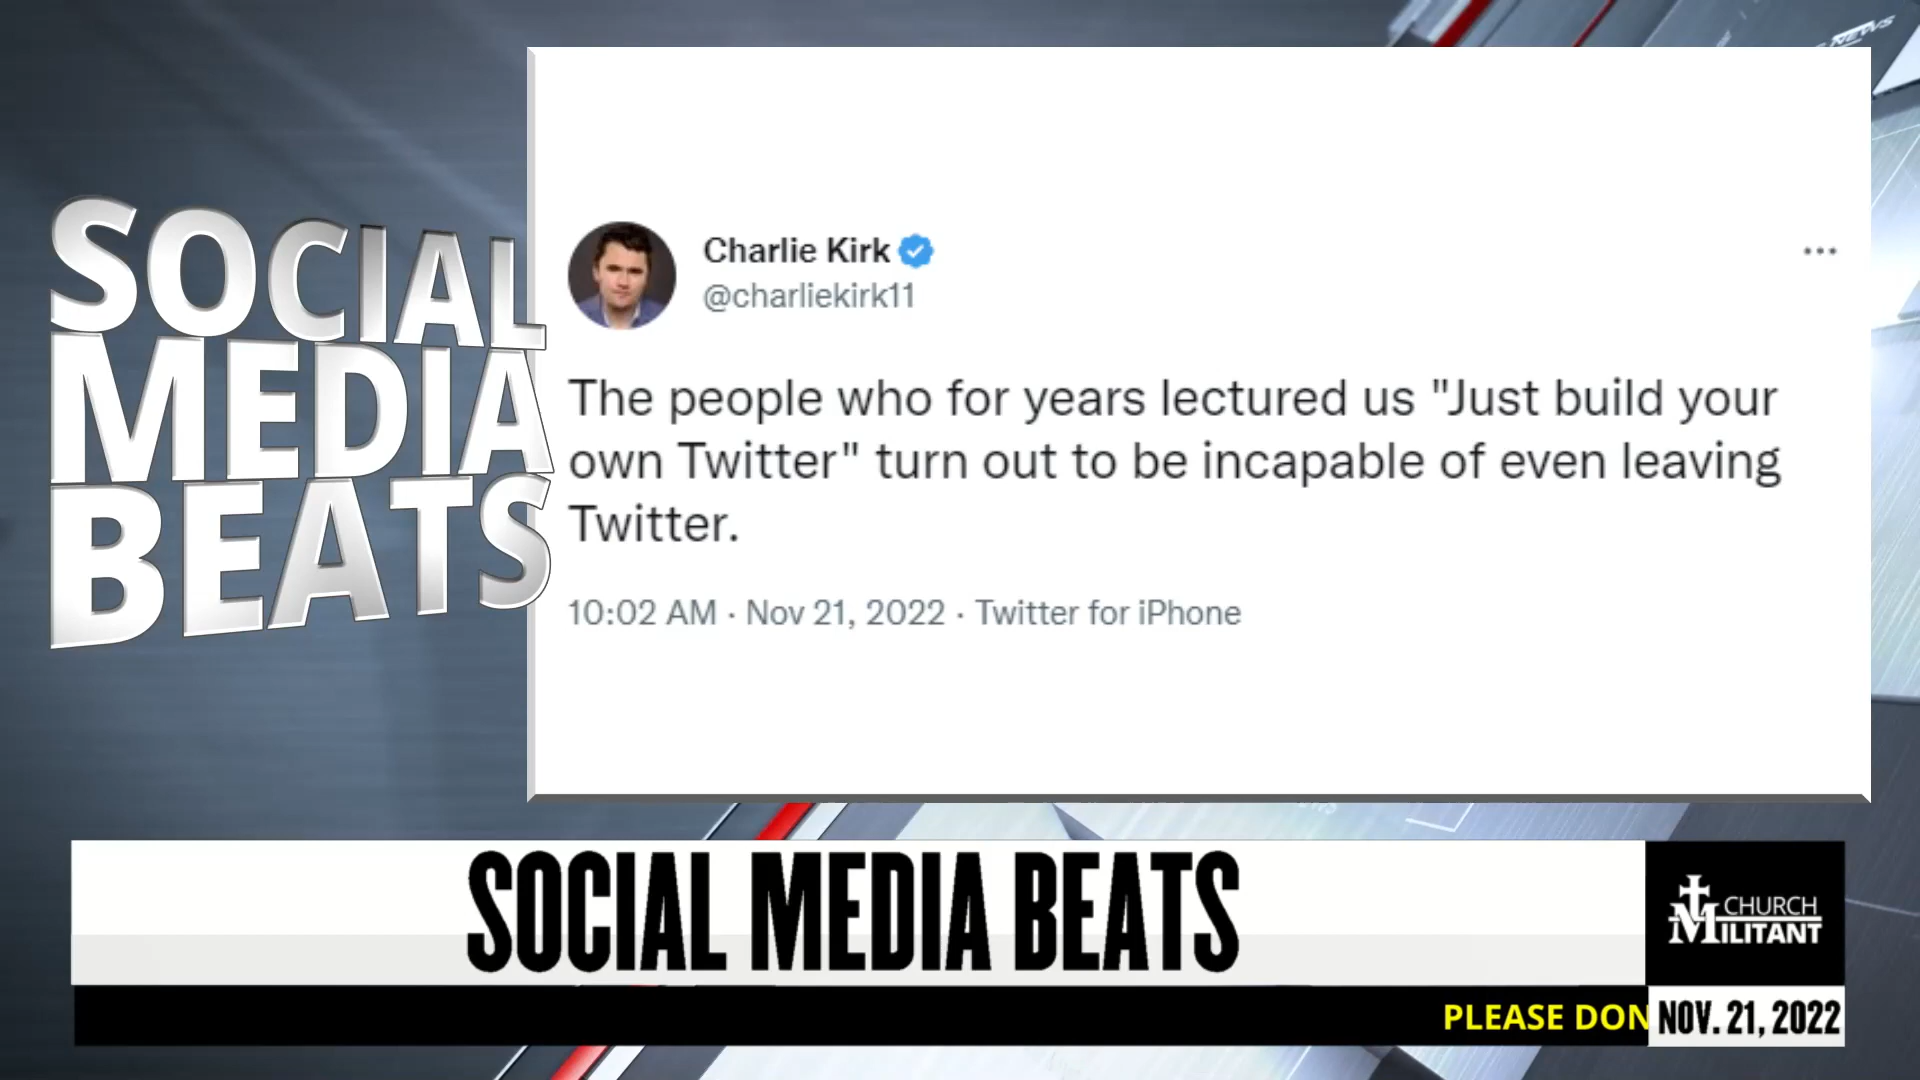 NEWS
SOCIAL
MEDIA
BEATS
Charlie Kirk
@charliekirk11
The people who for years lectured us "Just build your
own Twitter" turn out to be incapable of even leaving
Twitter.
10:02 AM · Nov 21, 2022 · Twitter for iPhone
SOCIAL MEDIA BEATS
CHURCH
MILITANT
PLEASE DON
NOV. 21, 2022